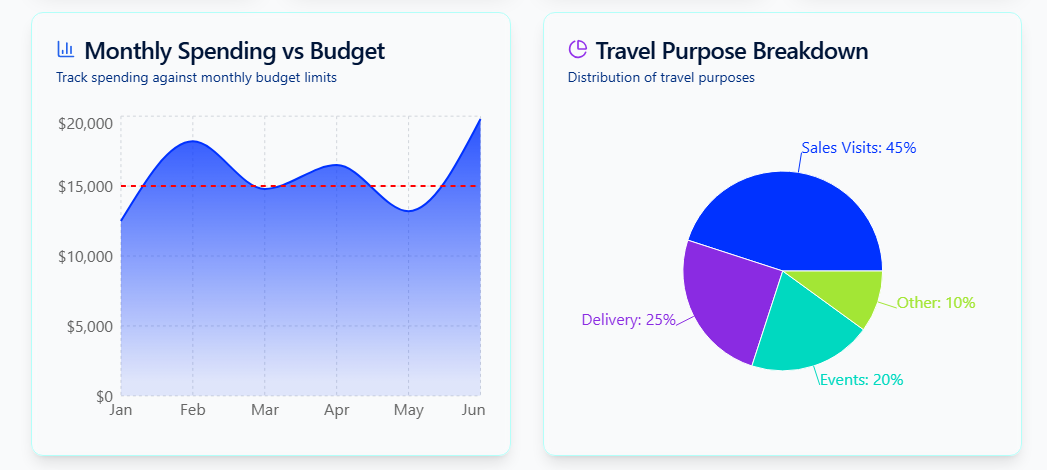 Monthly Spending vs Budget
Track spending against monthly budget limits
$20,000
$15,000
$10,000
$5,000
$0
Jan Feb Mar Apr May Jun
Travel Purpose Breakdown
Distribution of travel purposes
Sales Visits: 45%
Other: 10%
Delivery: 25%
Events: 20%